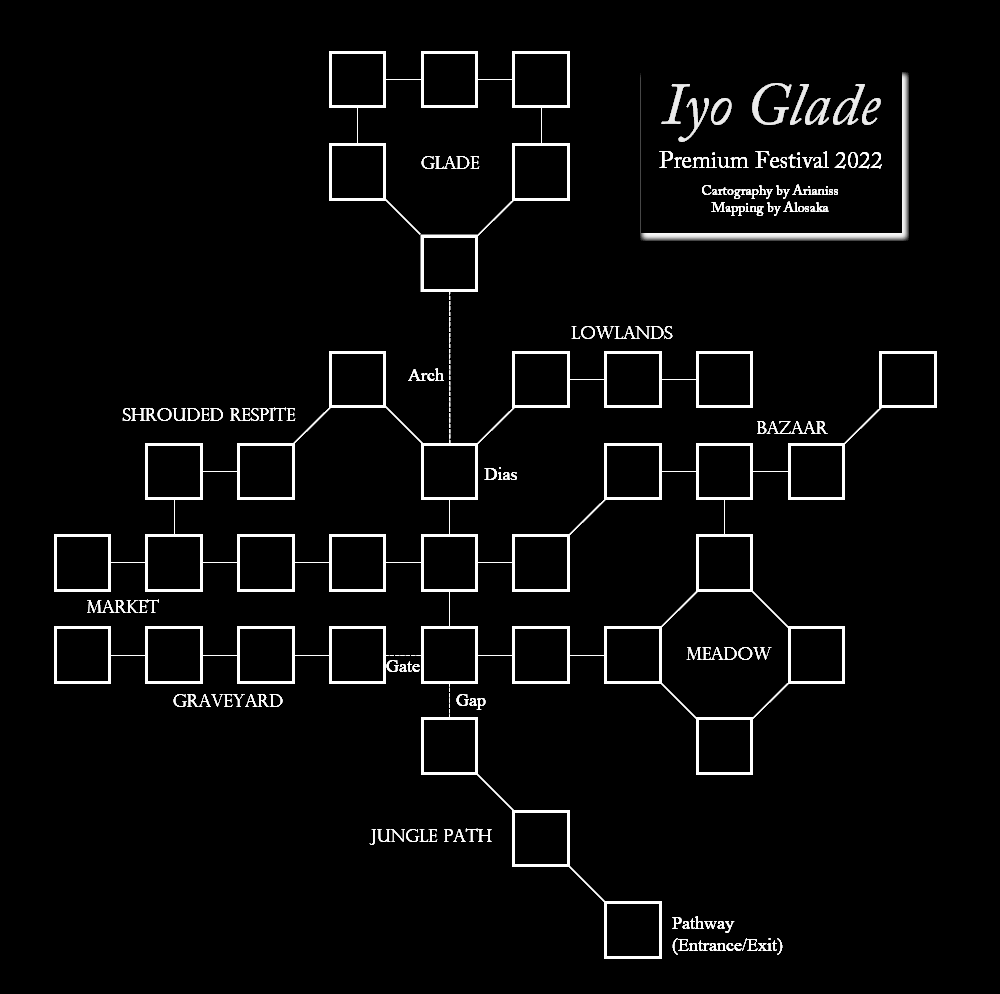 Iyo Glade
Premium Festival 2022
Cartography by Arianiss
Mapping by Alosaka
GLADE
LOWLANDS
Arch
SHROUDED RESPITE
BAZAAR
Dias
MARKET
MEADOW
Gate
GRAVEYARD
Gap
JUNGLE PATH
Pathway
(Entrance/Exit)